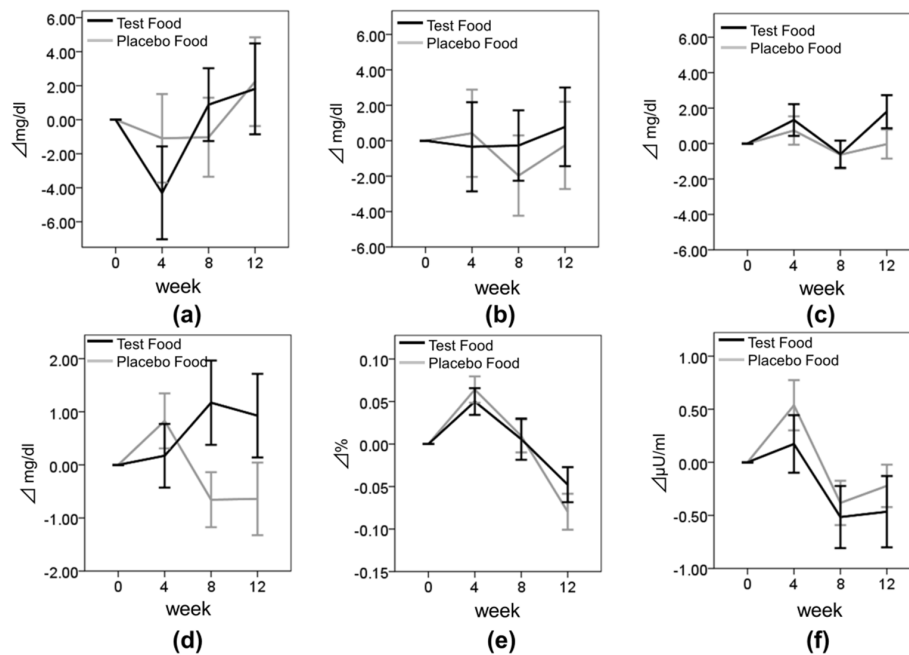 Test Food
Placebo Food
6.00
4.00
2.00
0.00
-2.00
-4.00
-6.00
⊿mg/dl
0 4 8 12
week
(a)
Test Food
Placebo Food
6.00
4.00
2.00
0.00
-2.00
-4.00
-6.00
⊿ mg/dl
0 4 8 12
week
(b)
Test Food
Placebo Food
6.00
4.00
2.00
0.00
-2.00
-4.00
-6.00
⊿ mg/dl
0 4 8 12
week
(c)
Test Food
Placebo Food
2.00
1.00
0.00
-1.00
-2.00
⊿ mg/dl
0 4 8 12
week
(d)
Test Food
Placebo Food
0.10
0.05
0.00
-0.05
-0.10
-0.15
⊿%
0 4 8 12
week
(e)
Test Food
Placebo Food
1.00
0.50
0.00
-0.50
-1.00
⊿μU/ml
0 4 8 12
week
(f)